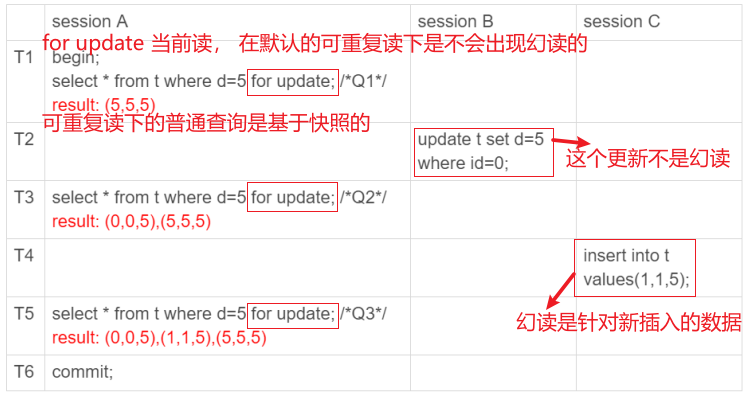 session A
session B
session C
for update 当前读， 在默认的可重复读下是不会出现幻读的
T1
begin;
select * from t where d=5 for update; /*Q1*/
result: (5,5,5)
可重复读下的普通查询是基于快照的
T2
update t set d=5
where id=0;
这个更新不是幻读
T3
select * from t where d=5 for update; /*Q2*/
result: (0,0,5),(5,5,5)
T4
insert into t
values(1,1,5);
T5
select * from t where d=5 for update; /*Q3*/
result: (0,0,5),(1,1,5),(5,5,5)
幻读是针对新插入的数据
T6
commit;